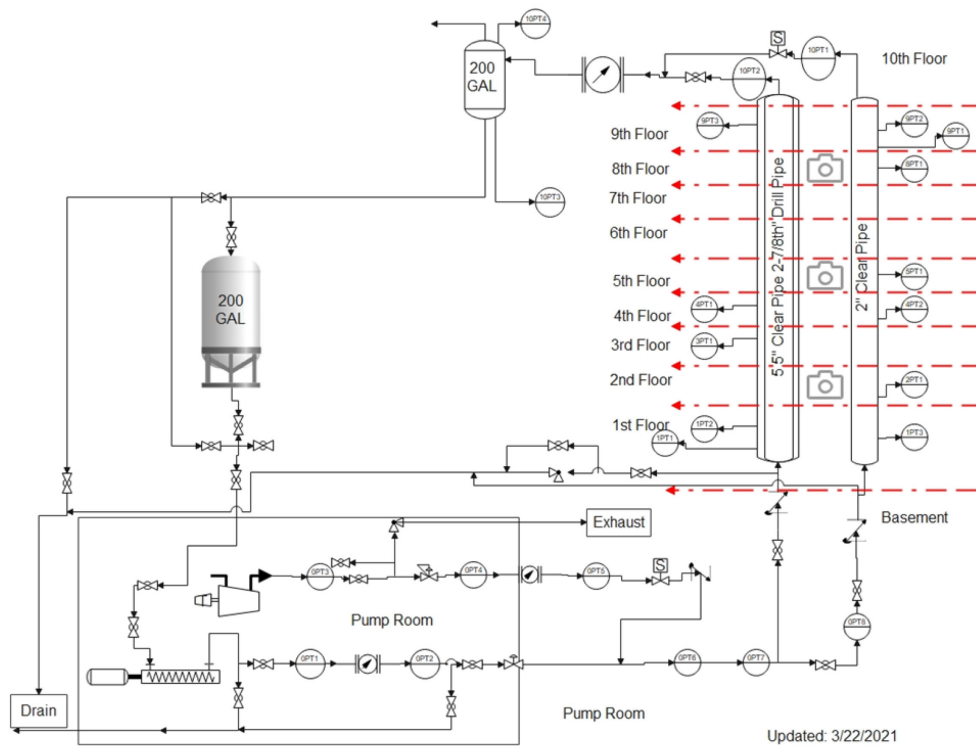 10PT4
S
10PT1
10th Floor
200
GAL
10PT2
9th Floor
9PT3
9PT2
9PT1
8th Floor
8PT1
7th Floor
10PT3
6th Floor
5.5" Clear Pipe 2-7/8th" Drill Pipe
2" Clear Pipe
200
GAL
5th Floor
5PT1
4th Floor
4PT1
4PT2
3rd Floor
3PT1
2nd Floor
2PT1
1st Floor
1PT2
1PT1
1PT3
Exhaust
Basement
0PT3
0PT4
0PT5
S
Pump Room
0PT1
0PT2
0PT6
0PT7
Drain
Pump Room
Updated: 3/22/2021